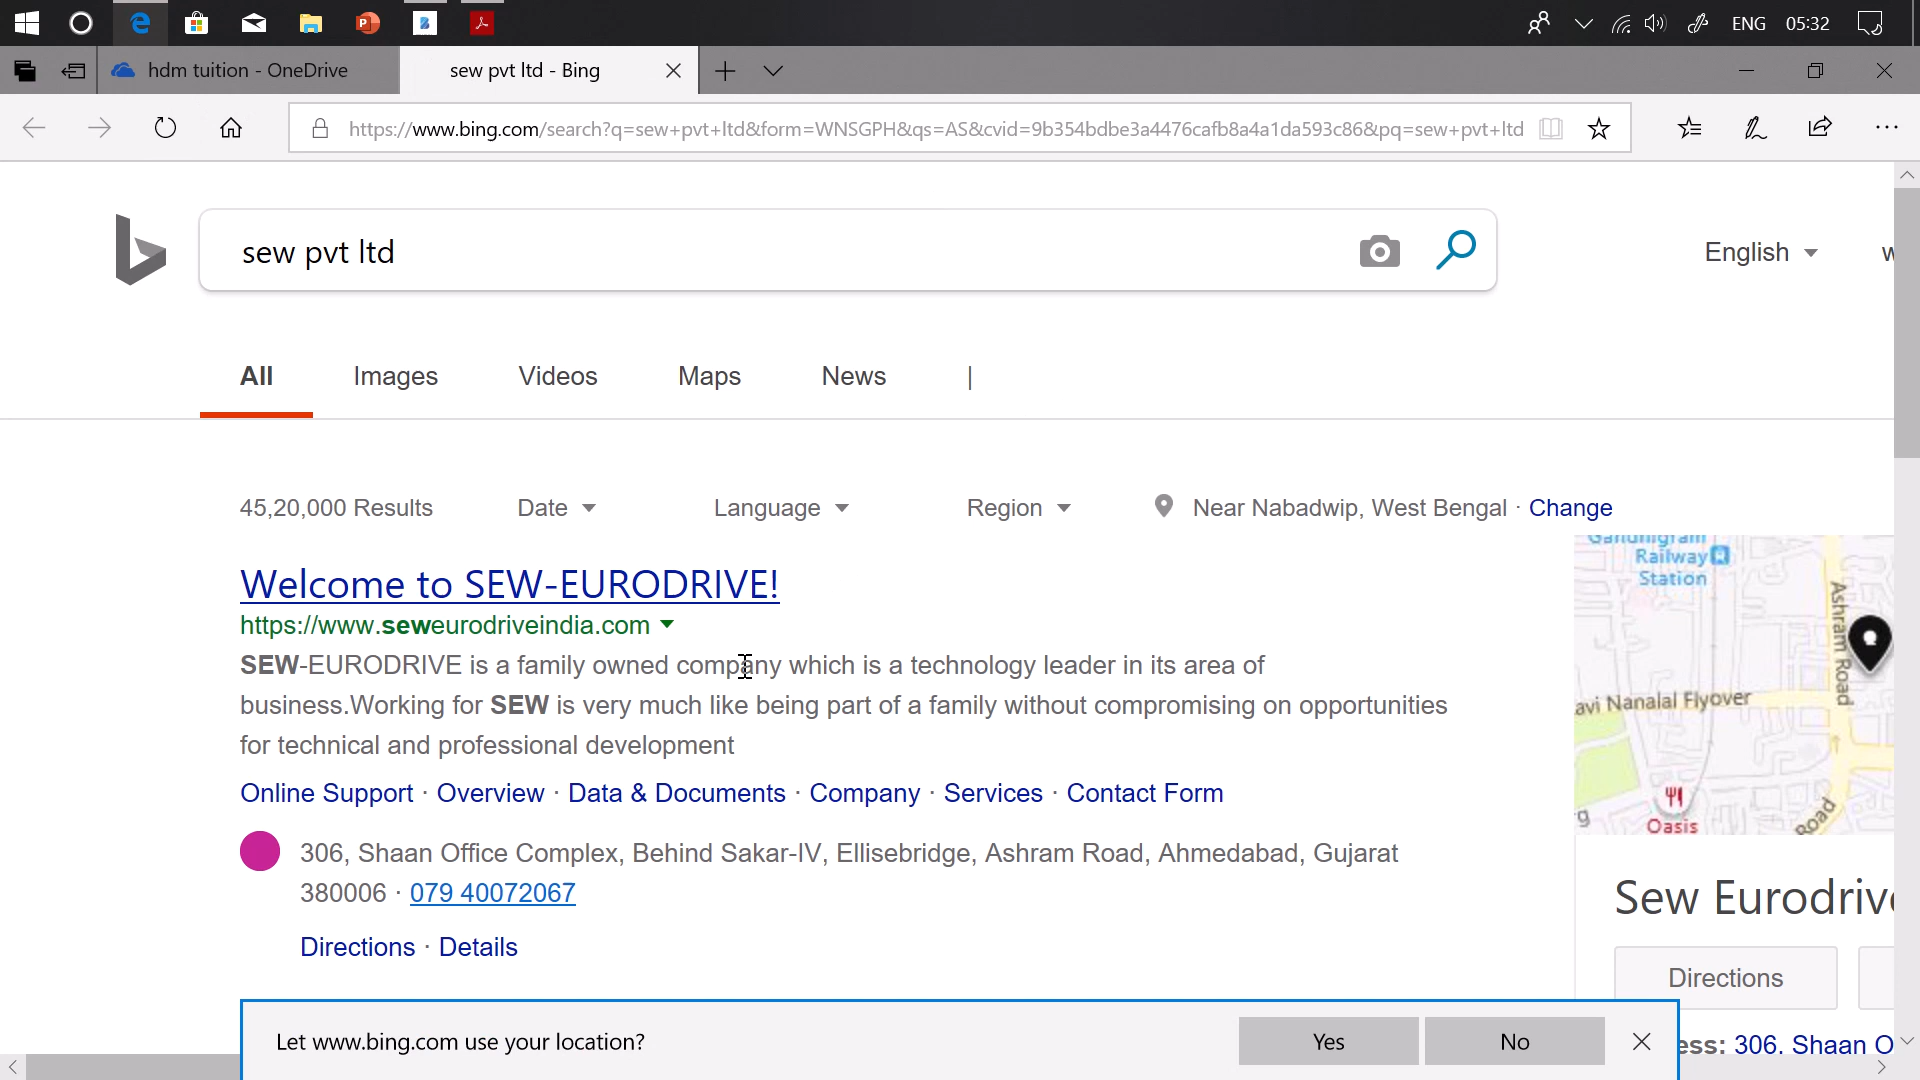 ENG 05:32
hdm tuition - OneDrive
sew pvt ltd - Bing
https://www.bing.com/search?q=sew+pvt+ltd&form=WNSGPH&qs=AS&cvid=9b354bdbe3a4476cafb8a4a1da593c86&pq=sew+pvt+ltd
sew pvt ltd
English
All Images Videos Maps News |
45,20,000 Results Date Language Region Near Nabadwip, West Bengal · Change
Welcome to SEW-EURODRIVE!
https://www.seweurodriveindia.com
SEW-EURODRIVE is a family owned company which is a technology leader in its area of
business.Working for SEW is very much like being part of a family without compromising on opportunities
for technical and professional development
Online Support · Overview · Data & Documents · Company · Services · Contact Form
306, Shaan Office Complex, Behind Sakar-IV, Ellisebridge, Ashram Road, Ahmedabad, Gujarat
380006 · 079 40072067
Directions · Details
Gandhigram
Railway
Station
Ashram Road
avi Nanalal Flyover
Oasis
Road
g
Sew Eurodrive
Directions
ess: 306, Shaan O
Let www.bing.com use your location?
Yes
No